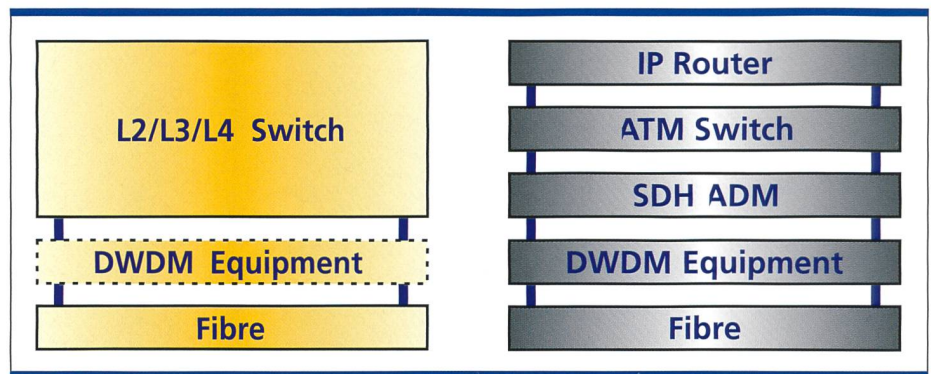 L2/L3/L4 Switch
DWDM Equipment
Fibre
IP Router
ATM Switch
SDH ADM
DWDM Equipment
Fibre